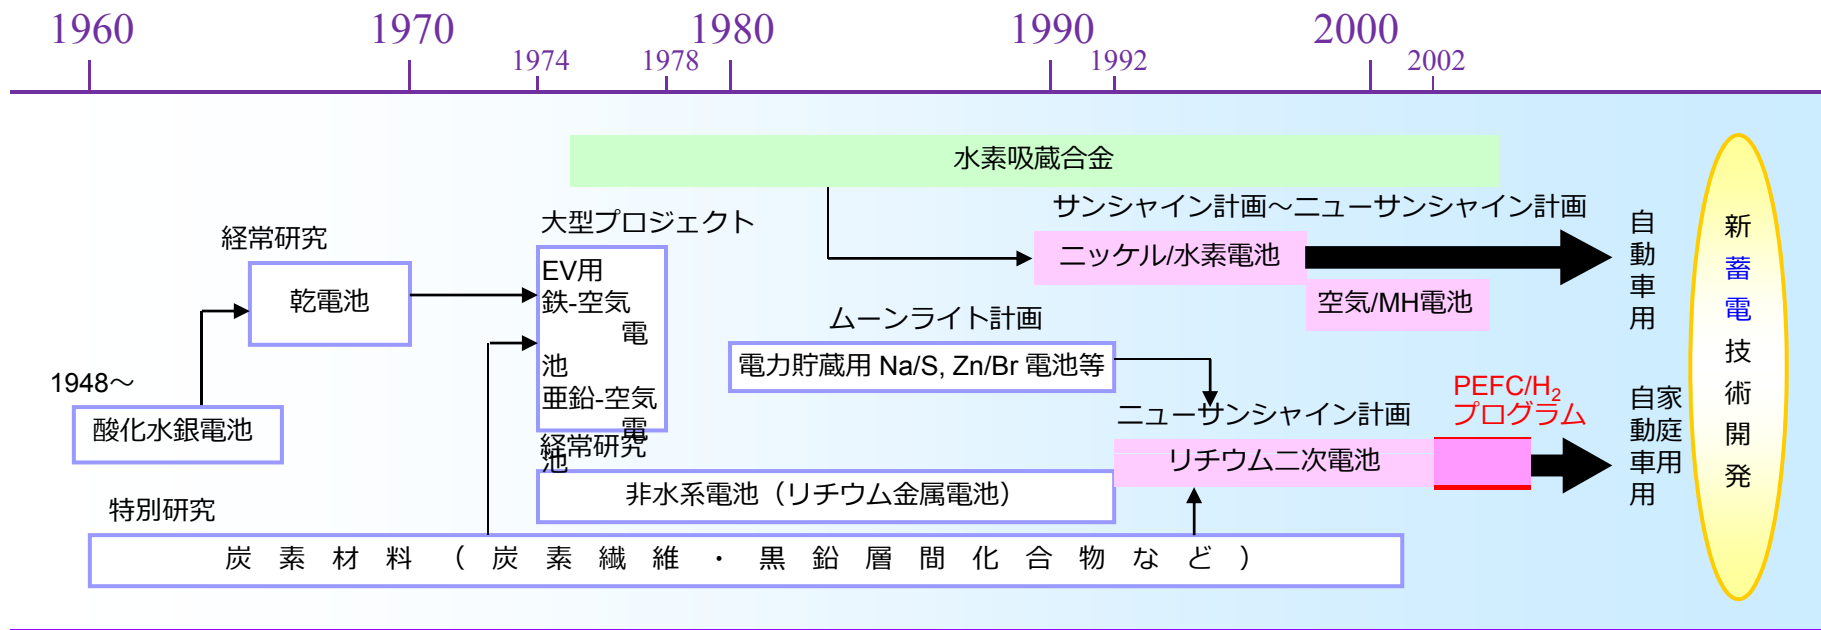 1960
1970
1980
1990
2000
1974
1978
1992
2002
水素吸蔵合金
サンシャイン計画～ニューサンシャイン計画
大型プロジェクト
経常研究
ニッケル/水素電池
EV用
鉄-空気
電
池
亜鉛-空気
電
池
乾電池
空気/MH電池
自動車用
ムーンライト計画
電力貯蔵用 Na/S, Zn/Br 電池等
1948～
酸化水銀電池
PEFC/H₂
プログラム
ニューサンシャイン計画
リチウム二次電池
家庭用
自動車用
経常研究
非水系電池（リチウム金属電池）
特別研究
炭素材料（炭素繊維・黒鉛層間化合物など）
新蓄電技術開発